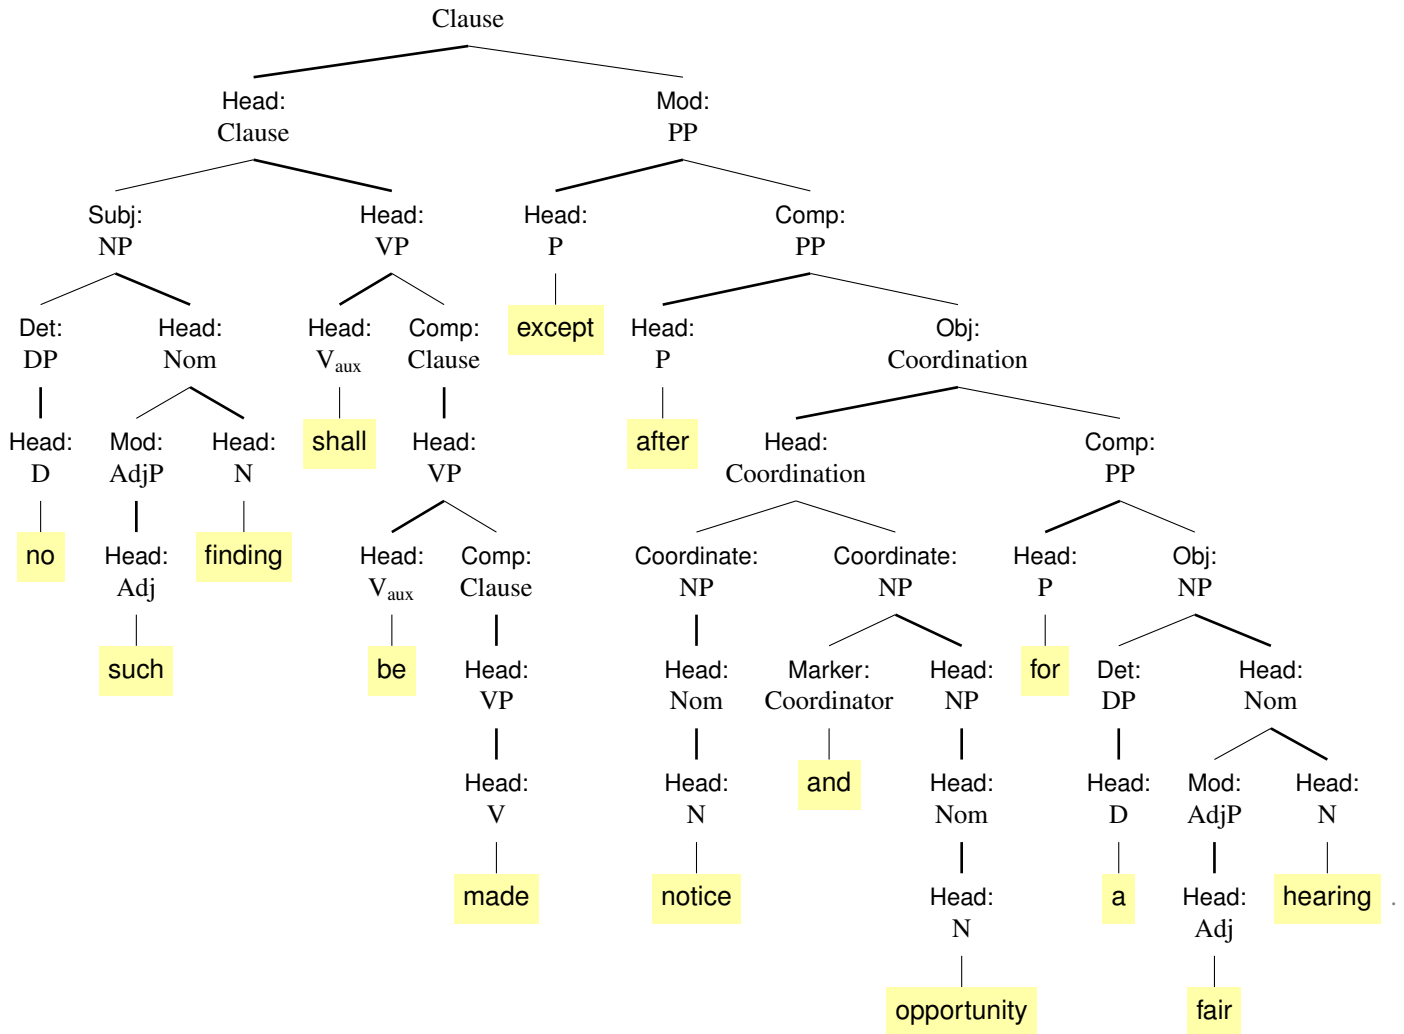 Clause
Head: Mod:
Clause PP
Subj: Head: Head: Comp:
NP VP P PP
Det: Head: Head: Comp: except Head: Obj:
DP Nom Vaux Clause P Coordination
Head: Mod: Head: shall Head: after Head: Comp:
D AdjP N VP Coordination PP
no Head: finding Head: Comp: Coordinate: Coordinate: Head: Obj:
Adj Vaux Clause NP NP P NP
such be Head: Head: Marker: Head: for Det: Head:
VP Nom Coordinator NP DP Nom
Head: Head: and Head: Head: Mod: Head:
V N Nom D AdjP N
made notice Head: a Head: hearing .
N Adj
opportunity fair